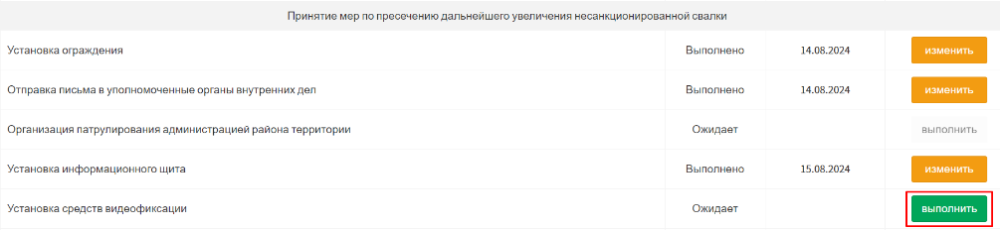 Принятие мер по пресечению дальнейшего увеличения несанкционированной свалки
Установка ограждения Выполнено 14.08.2024 изменить
Отправка письма в уполномоченные органы внутренних дел Выполнено 14.08.2024 изменить
Организация патрулирования администрацией района территории Ожидает выполнить
Установка информационного щита Выполнено 15.08.2024 изменить
Установка средств видеофиксации Ожидает выполнить